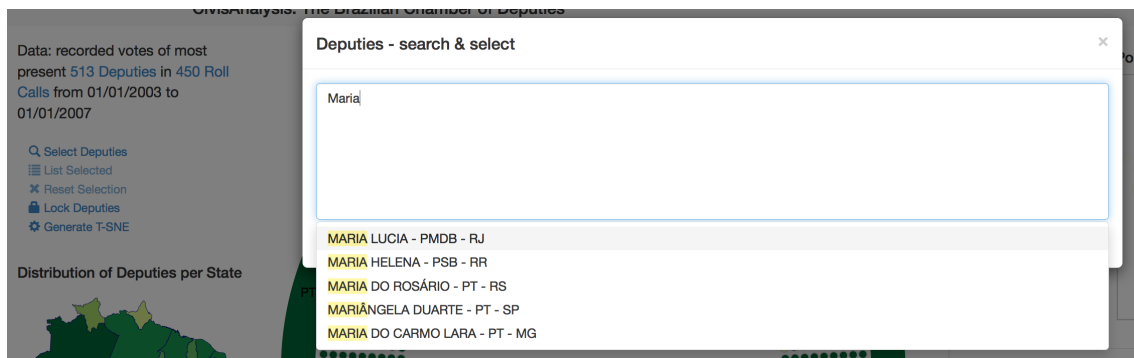 CivisAnalysis: The Brazilian Chamber of Deputies
Data: recorded votes of most
present 513 Deputies in 450 Roll
Calls from 01/01/2003 to
01/01/2007
Select Deputies
List Selected
Reset Selection
Lock Deputies
Generate T-SNE
Distribution of Deputies per State
PT
Deputies - search & select
×
Maria
MARIA LUCIA - PMDB - RJ
MARIA HELENA - PSB - RR
MARIA DO ROSÁRIO - PT - RS
MARIÂNGELA DUARTE - PT - SP
MARIA DO CARMO LARA - PT - MG